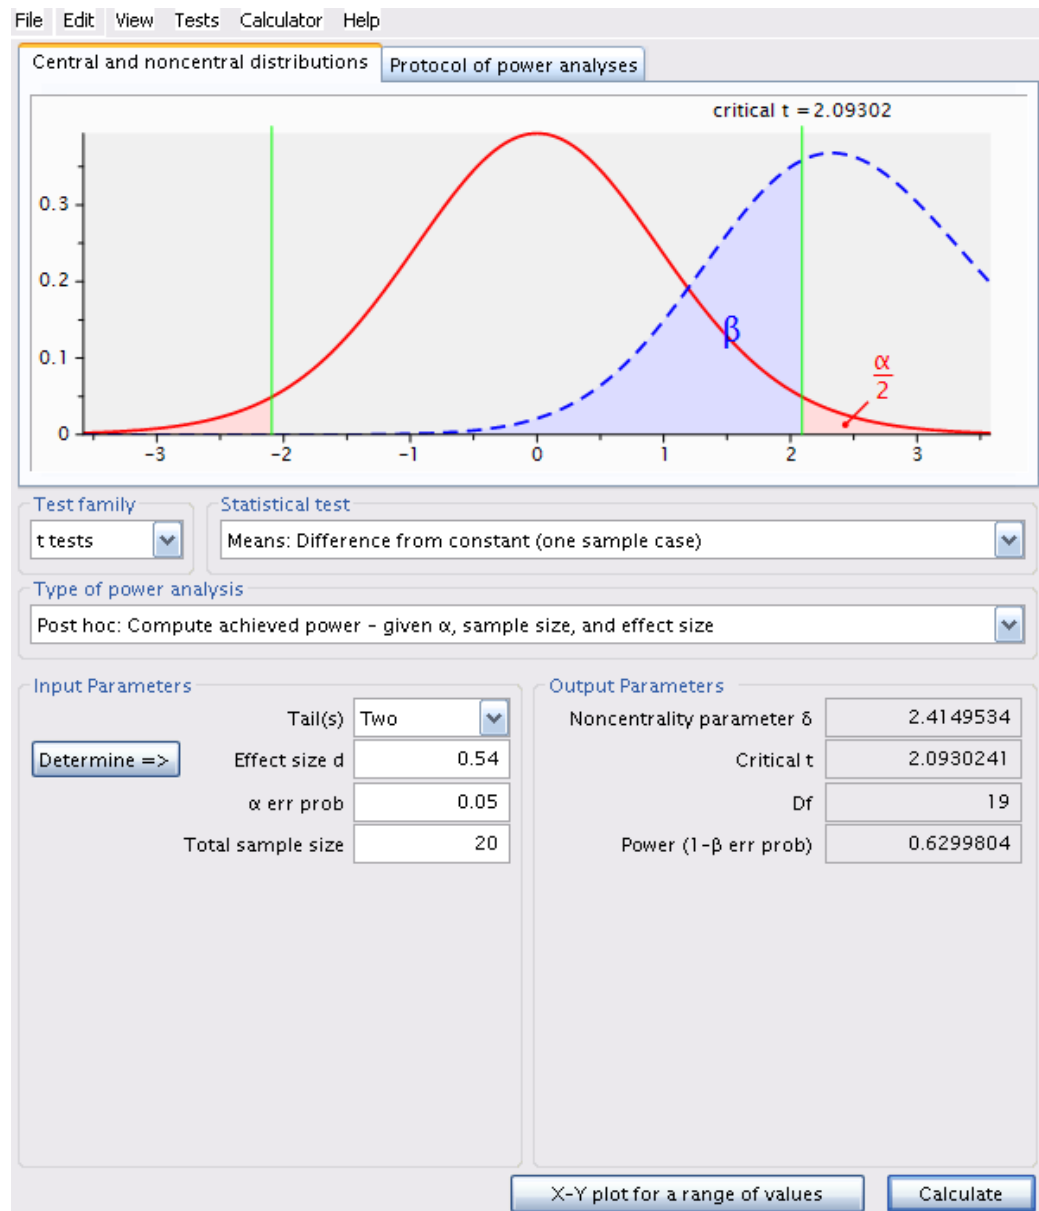 File Edit View Tests Calculator Help
Central and noncentral distributions Protocol of power analyses
critical t = 2.09302
0.3
0.2
0.1
0
β
α
2
-3 -2 -1 0 1 2 3
Test family Statistical test
t tests Means: Difference from constant (one sample case)
Type of power analysis
Post hoc: Compute achieved power - given α, sample size, and effect size
Input Parameters Output Parameters
Tail(s) Two Noncentrality parameter δ 2.4149534
Determine => Effect size d 0.54 Critical t 2.0930241
α err prob 0.05 Df 19
Total sample size 20 Power (1-β err prob) 0.6299804
X-Y plot for a range of values Calculate